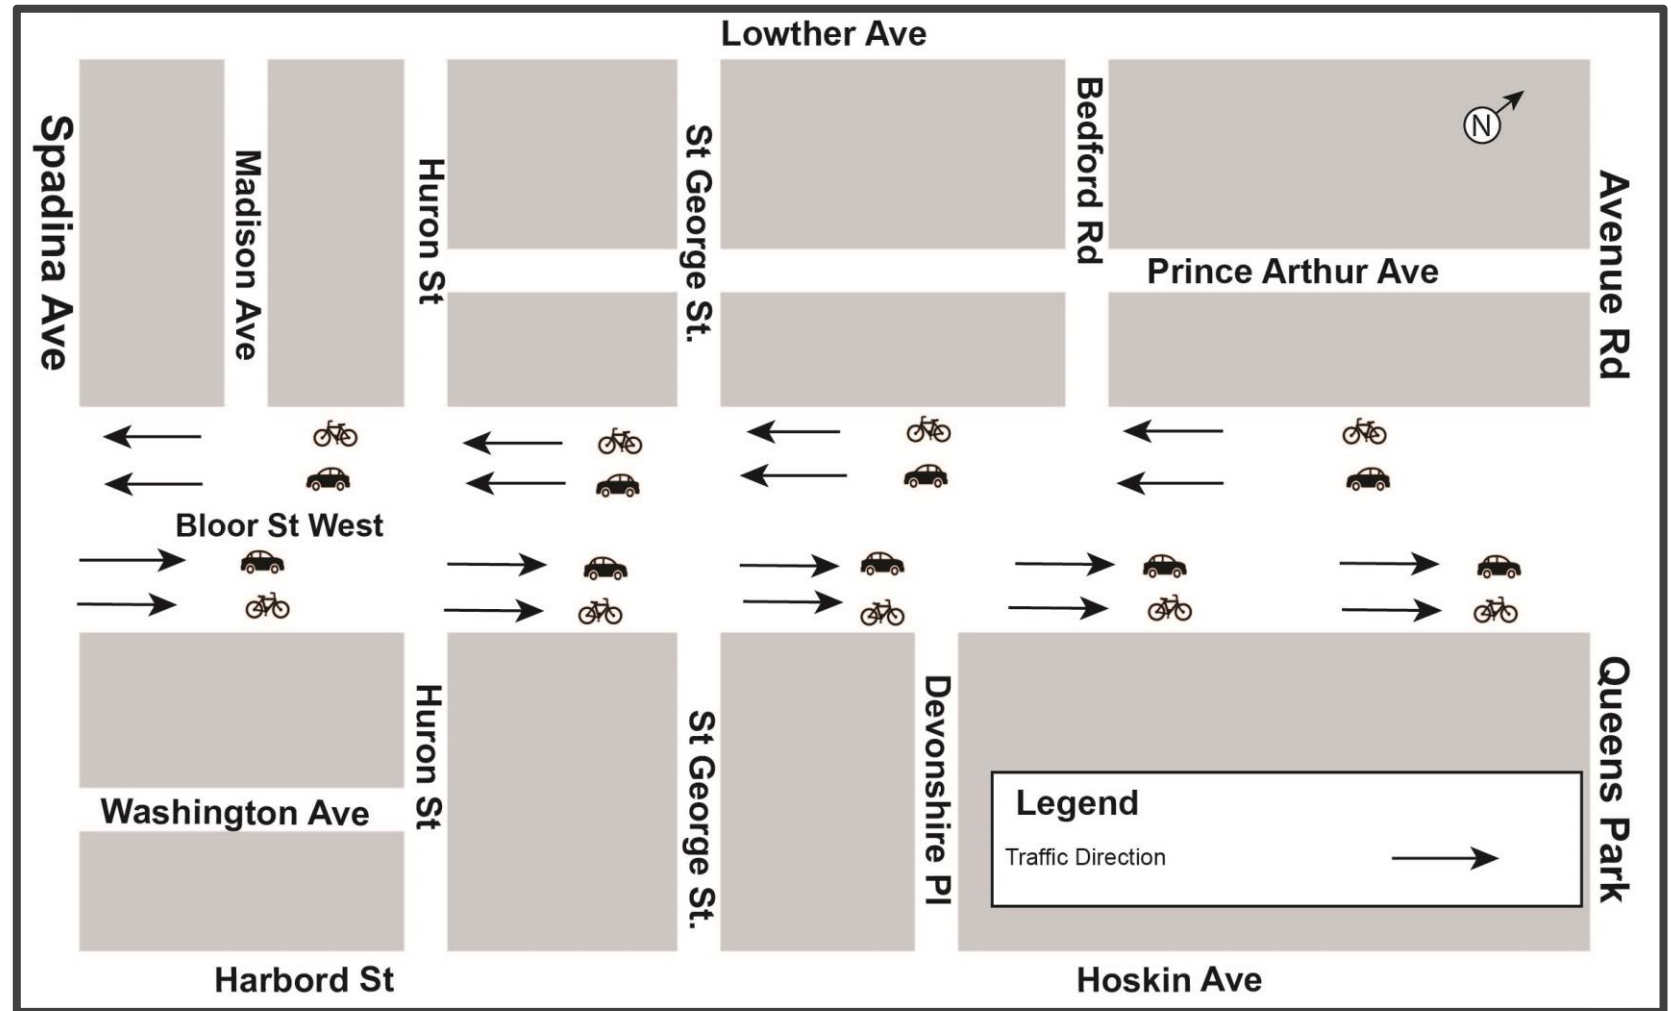 Lowther Ave
Spadina Ave
Madison Ave
Huron St
St George St.
Bedford Rd
N
Avenue Rd
Prince Arthur Ave
Bloor St West
Huron St
St George St.
Devonshire Pl
Queens Park
Washington Ave
Legend
Traffic Direction
Harbord St
Hoskin Ave